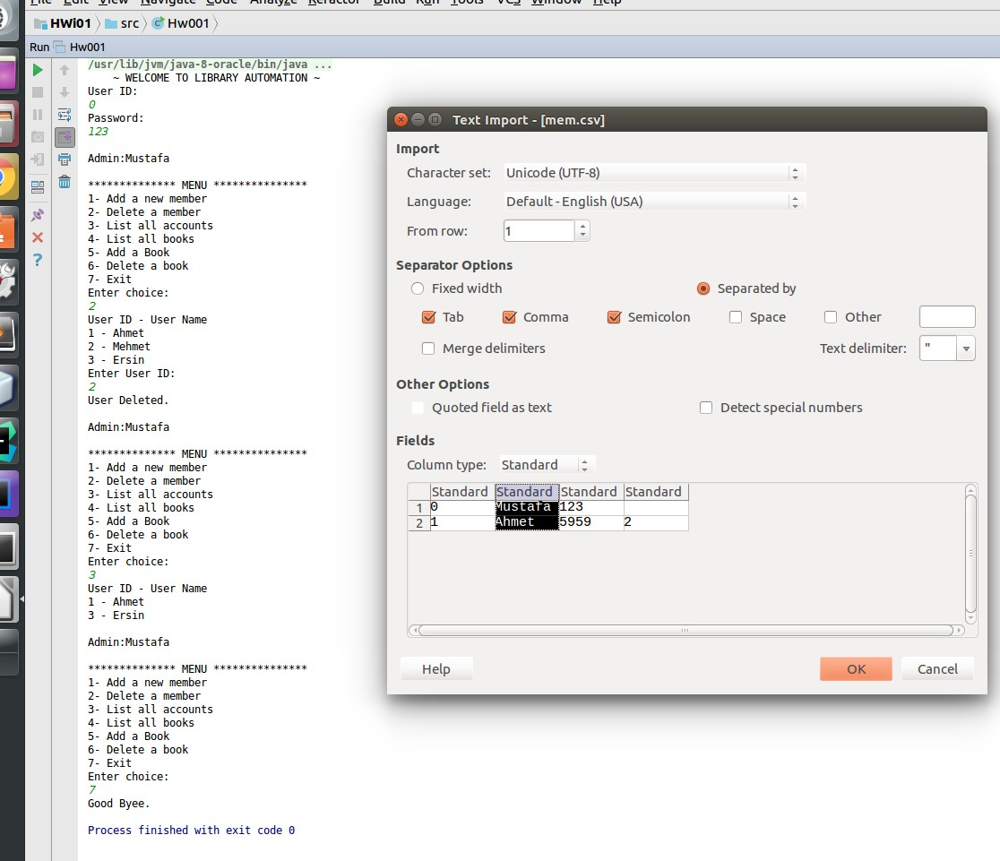 File Edit View Navigate Code Analyze Refactor Build Run Tools VCS Window Help
HWi01 src Hw001
Run Hw001
/usr/lib/jvm/java-8-oracle/bin/java ...
~ WELCOME TO LIBRARY AUTOMATION ~
User ID:
0
Password:
123
Admin:Mustafa
************** MENU ***************
1- Add a new member
2- Delete a member
3- List all accounts
4- List all books
5- Add a Book
6- Delete a book
7- Exit
Enter choice:
2
User ID - User Name
1 - Ahmet
2 - Mehmet
3 - Ersin
Enter User ID:
2
User Deleted.
Admin:Mustafa
************** MENU ***************
1- Add a new member
2- Delete a member
3- List all accounts
4- List all books
5- Add a Book
6- Delete a book
7- Exit
Enter choice:
3
User ID - User Name
1 - Ahmet
3 - Ersin
Admin:Mustafa
************** MENU ***************
1- Add a new member
2- Delete a member
3- List all accounts
4- List all books
5- Add a Book
6- Delete a book
7- Exit
Enter choice:
7
Good Byee.
Process finished with exit code 0
Text Import - [mem.csv]
Import
Character set: Unicode (UTF-8)
Language: Default - English (USA)
From row: 1
Separator Options
Fixed width Separated by
Tab Comma Semicolon Space Other
Merge delimiters Text delimiter: "
Other Options
Quoted field as text Detect special numbers
Fields
Column type: Standard
Standard Standard Standard Standard
1 0 Mustafa 123
2 1 Ahmet 5959 2
Help OK Cancel